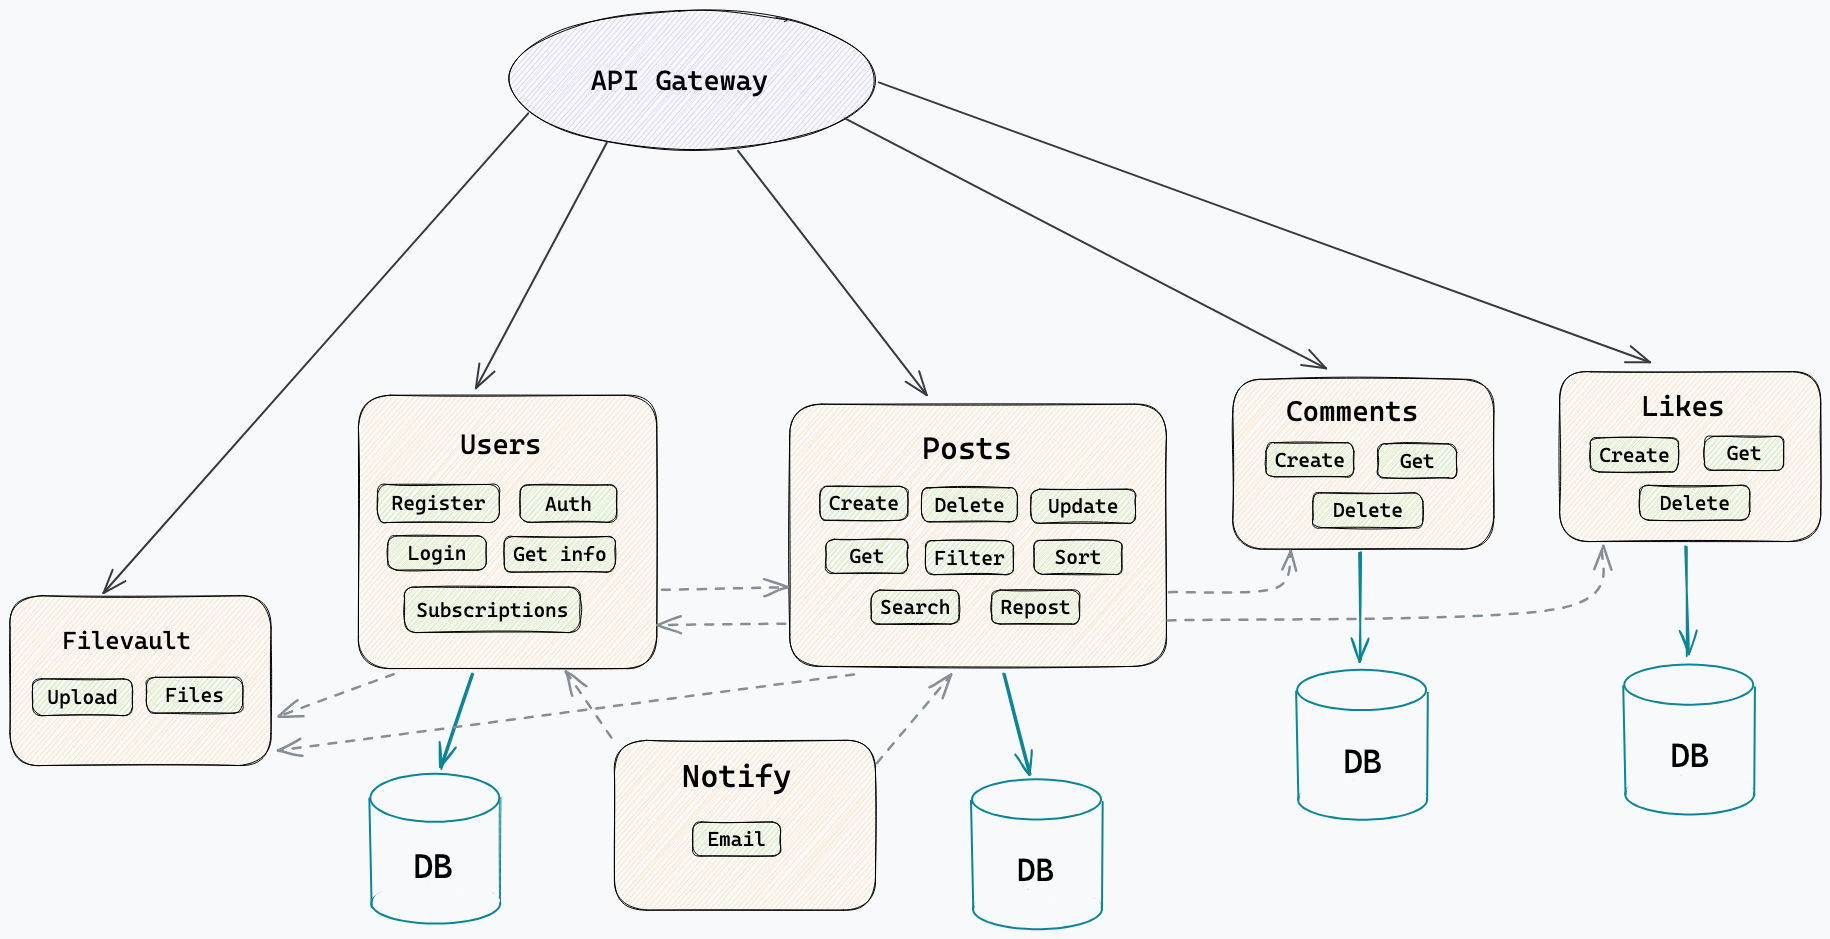 API Gateway
Users
Register
Auth
Login
Get info
Subscriptions
Posts
Create
Delete
Update
Get
Filter
Sort
Search
Repost
Comments
Create
Get
Delete
Likes
Create
Get
Delete
Filevault
Upload
Files
Notify
Email
DB
DB
DB
DB